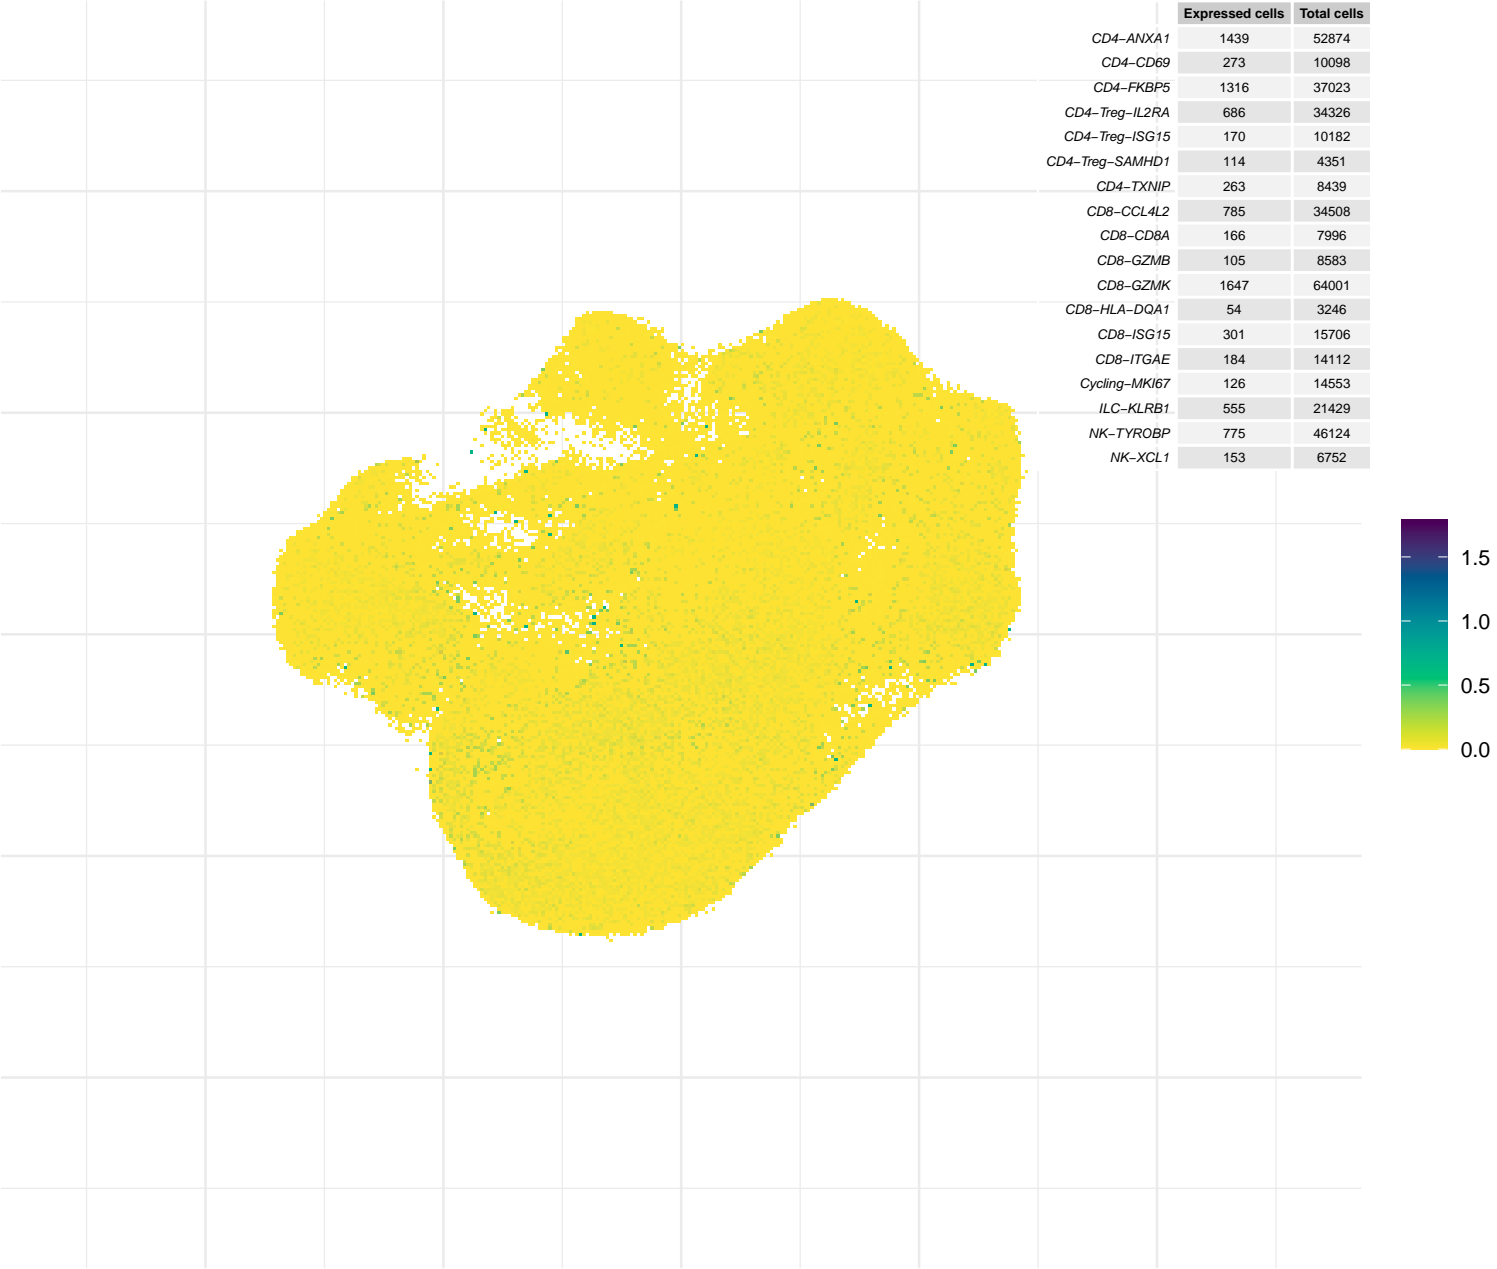 Expressed cells Total cells
CD4−ANXA1 1439 52874
CD4−CD69 273 10098
CD4−FKBP5 1316 37023
CD4−Treg−IL2RA 686 34326
CD4−Treg−ISG15 170 10182
CD4−Treg−SAMHD1 114 4351
CD4−TXNIP 263 8439
CD8−CCL4L2 785 34508
CD8−CD8A 166 7996
CD8−GZMB 105 8583
CD8−GZMK 1647 64001
CD8−HLA−DQA1 54 3246
CD8−ISG15 301 15706
CD8−ITGAE 184 14112
Cycling−MKI67 126 14553
ILC−KLRB1 555 21429
NK−TYROBP 775 46124
NK−XCL1 153 6752
1.5
1.0
0.5
0.0